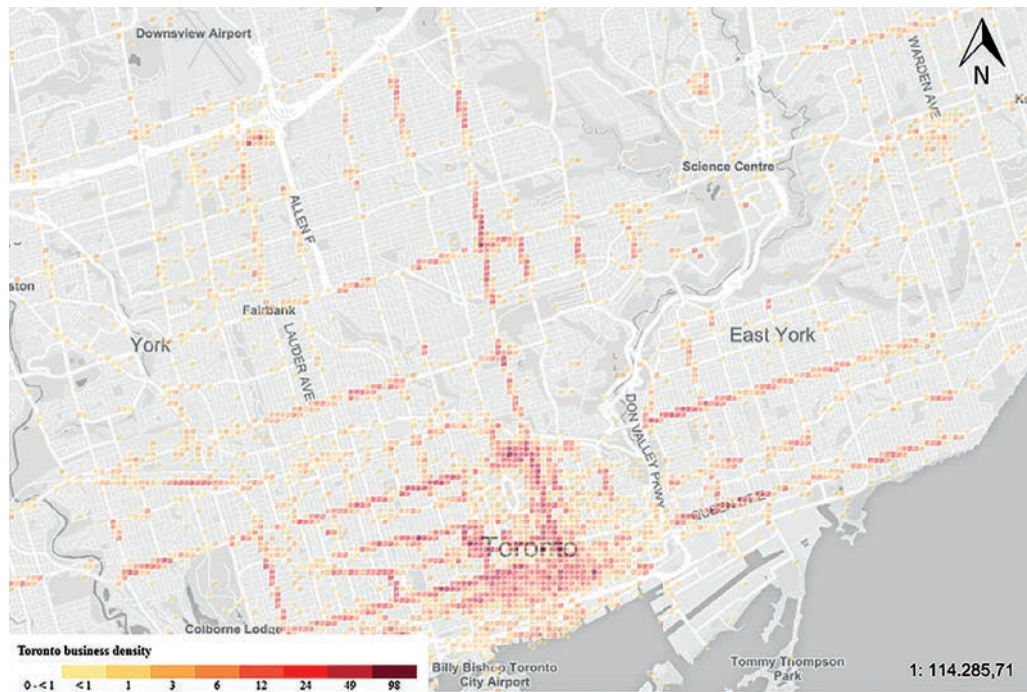 Downsview Airport
WARDEN AVE
N
Science Centre
ALLEN
ston
Fairbank
York
East York
LAUDER AVE
DON VALLEY PKWY
QUEEN ST E
Toronto
Colborne Lodge
Toronto business density
0-<1 <1 1 3 6 12 24 49 98
Billy Bishop Toronto
City Airport
Tommy Thompson
Park
1: 114.285,71